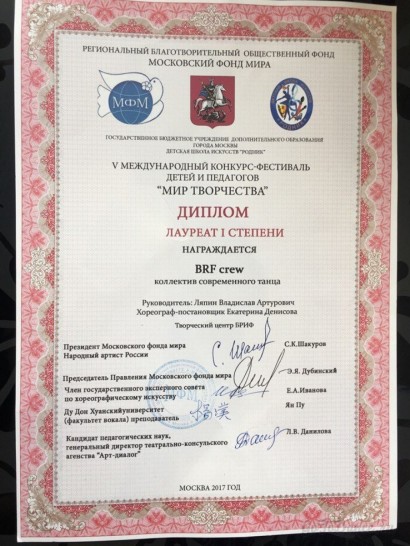 РЕГИОНАЛЬНЫЙ БЛАГОТВОРИТЕЛЬНЫЙ ОБЩЕСТВЕННЫЙ ФОНД
МОСКОВСКИЙ ФОНД МИРА
МФМ
ГОСУДАРСТВЕННОЕ БЮДЖЕТНОЕ УЧРЕЖДЕНИЕ ДОПОЛНИТЕЛЬНОГО ОБРАЗОВАНИЯ
ГОРОДА МОСКВЫ
ДЕТСКАЯ ШКОЛА ИСКУССТВ "РОДНИК"
V МЕЖДУНАРОДНЫЙ КОНКУРС-ФЕСТИВАЛЬ
ДЕТЕЙ И ПЕДАГОГОВ
"МИР ТВОРЧЕСТВА"
ДИПЛОМ
ЛАУРЕАТ I СТЕПЕНИ
НАГРАЖДАЕТСЯ
BRF crew
коллектив современного танца
Руководитель: Ляпин Владислав Артурович
Хореограф-постановщик Екатерина Денисова
Творческий центр БРИФ
Президент Московского фонда мира
Народный артист России С.К.Шакуров
Председатель Правления Московского фонда мира Э.Я. Дубинский
Член государственного экспертного совета
по хореографическому искусству Е.А.Иванова
Ду Дон Хуанскийуниверситет Ян Пу
(факультет вокала) преподаватель
Кандидат педагогических наук, Л.В. Данилова
генеральный директор театрально-консульского
агенства "Арт-диалог"
МОСКВА 2017 ГОД